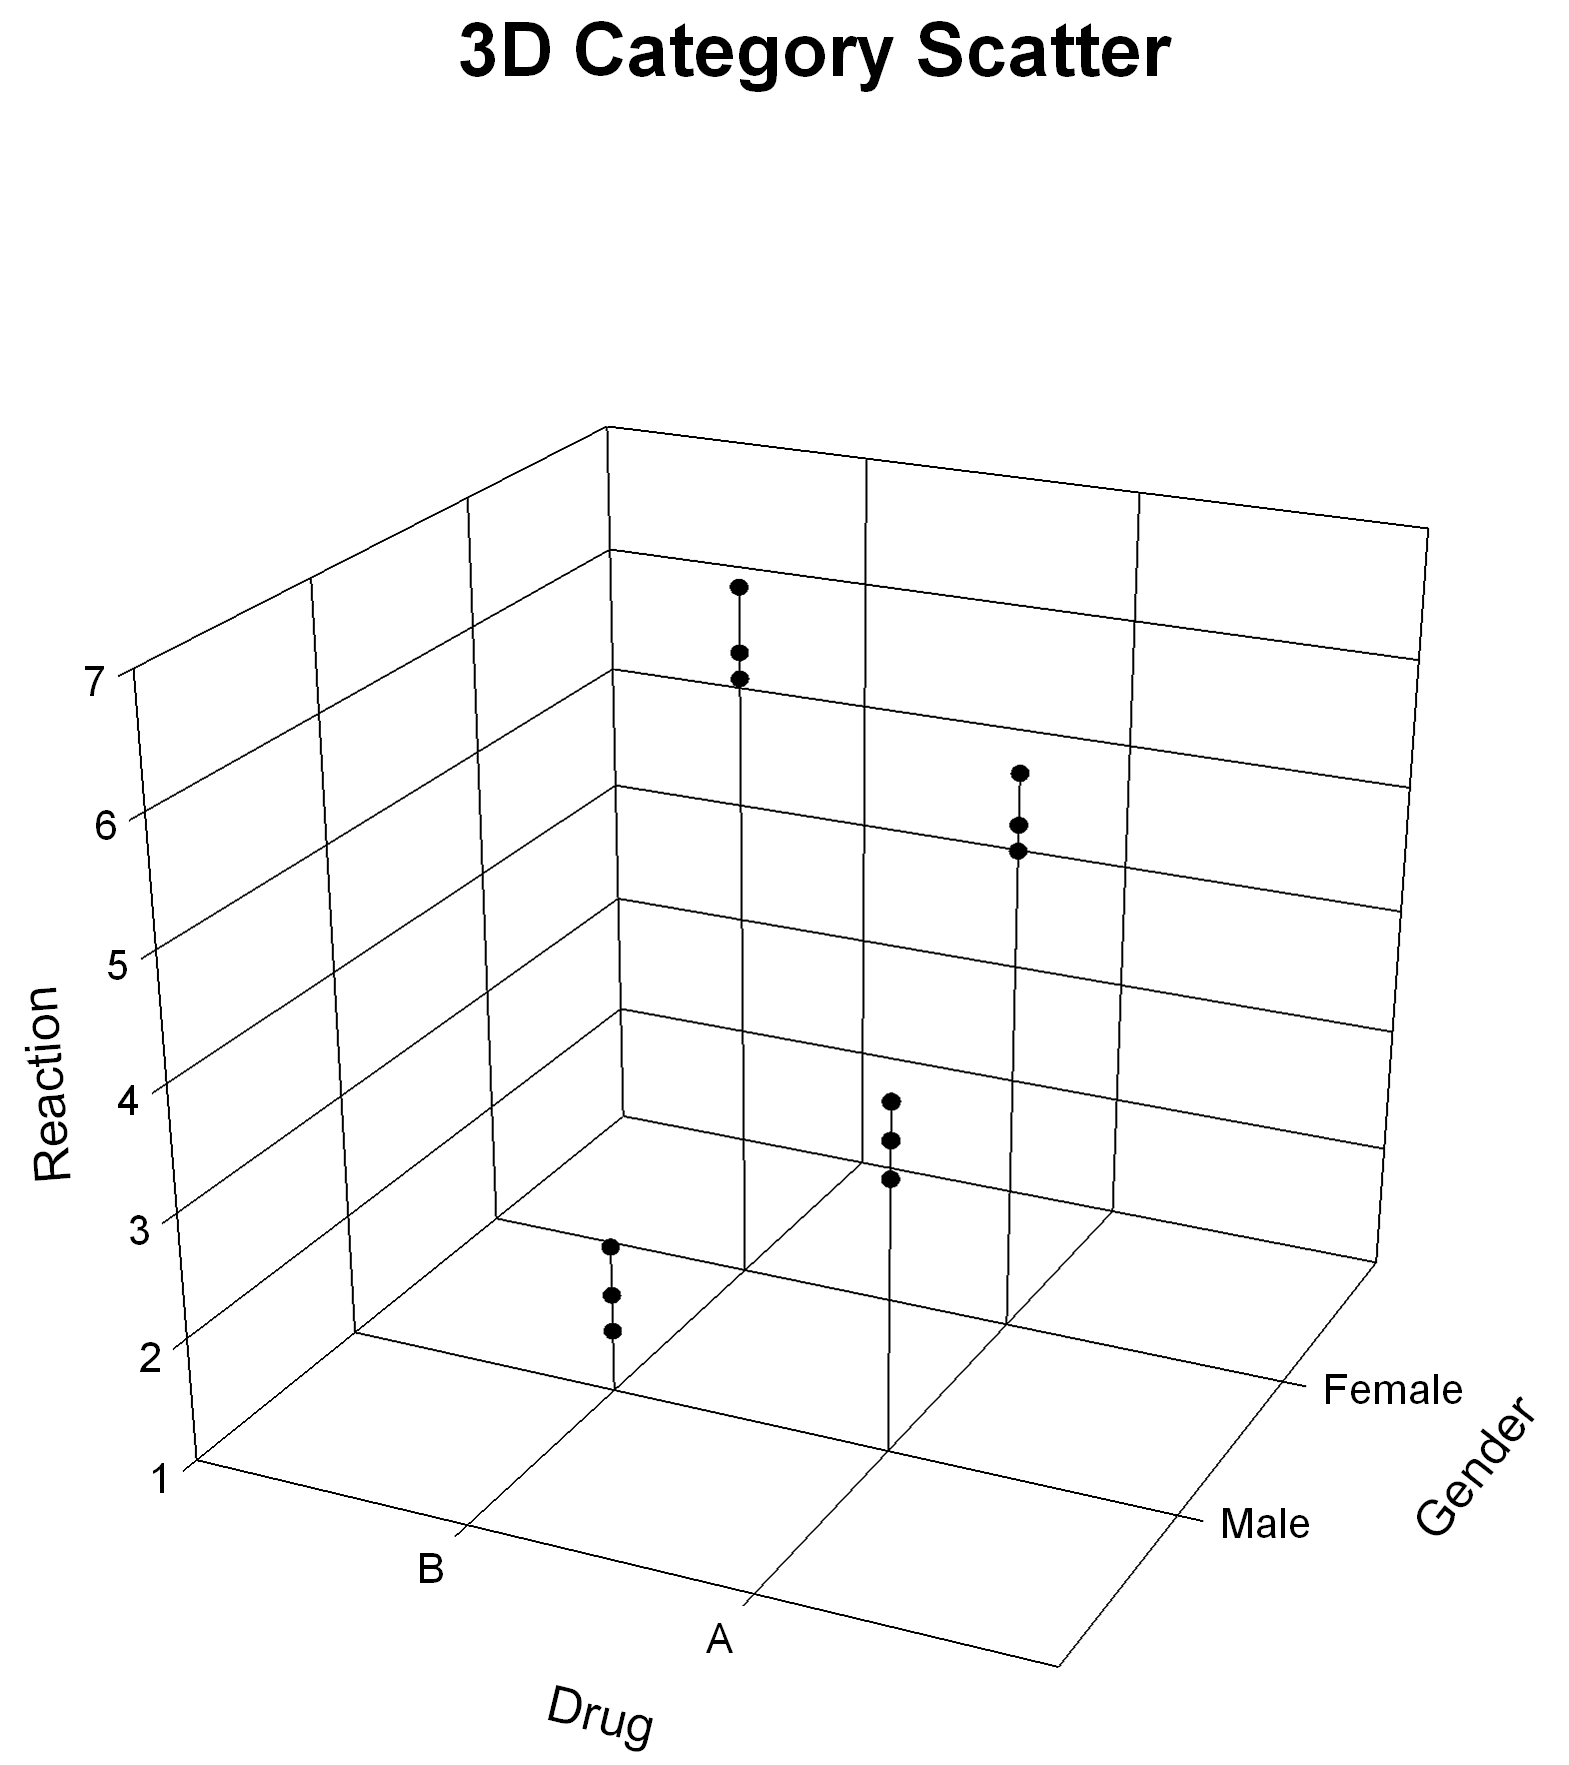 3D Category Scatter
7
6
5
4
3
2
1
Reaction
B
A
Drug
Female
Male
Gender